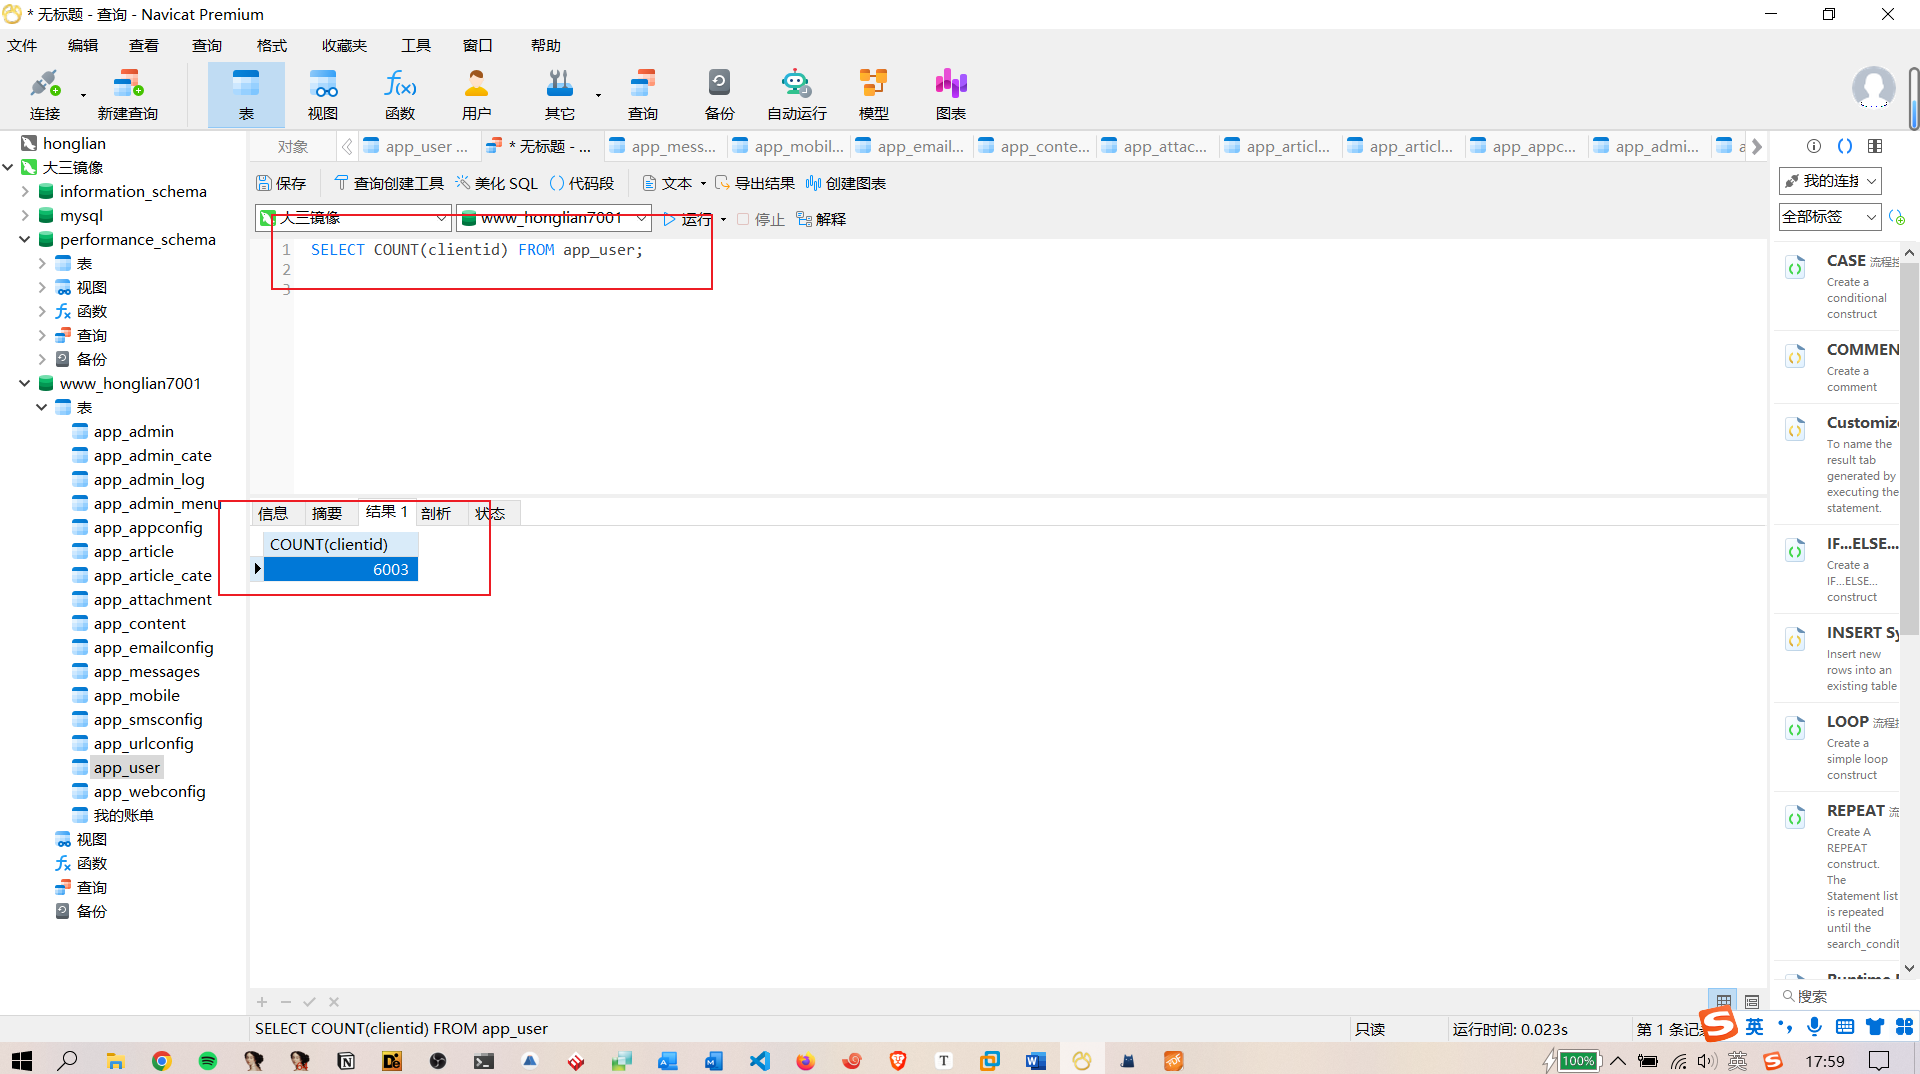 * 无标题 - 查询 - Navicat Premium
文件 编辑 查看 查询 格式 收藏夹 工具 窗口 帮助
连接 新建查询 表 视图 函数 用户 其它 查询 备份 自动运行 模型 图表
honglian
大三镜像
information_schema
mysql
performance_schema
表
视图
函数
查询
备份
www_honglian7001
表
app_admin
app_admin_cate
app_admin_log
app_admin_menu
app_appconfig
app_article
app_article_cate
app_attachment
app_content
app_emailconfig
app_messages
app_mobile
app_smsconfig
app_urlconfig
app_user
app_webconfig
我的账单
视图
函数
查询
备份
对象 app_user ... * 无标题 - ... app_mess... app_mobil... app_email... app_conte... app_attac... app_articl... app_articl... app_appc... app_admi... a
保存 查询创建工具 美化 SQL () 代码段 文本 导出结果 创建图表
大三镜像 www_honglian7001 运行 停止 解释
1 SELECT COUNT(clientid) FROM app_user;
2
3
信息 摘要 结果 1 剖析 状态
COUNT(clientid)
6003
SELECT COUNT(clientid) FROM app_user 只读 运行时间: 0.023s 第 1 条记
我的连接
全部标签
CASE 流程控
Create a
conditional
construct
COMMEN
Create a
comment
Customize
To name the
result tab
generated by
executing the
statement.
IF...ELSE...
Create a
IF...ELSE...
construct
INSERT Sy
Insert new
rows into an
existing table
LOOP 流程控
Create a
simple loop
construct
REPEAT 流
Create A
REPEAT
construct.
The
Statement list
is repeated
until the
search_condit
搜索
英
100% 英 17:59